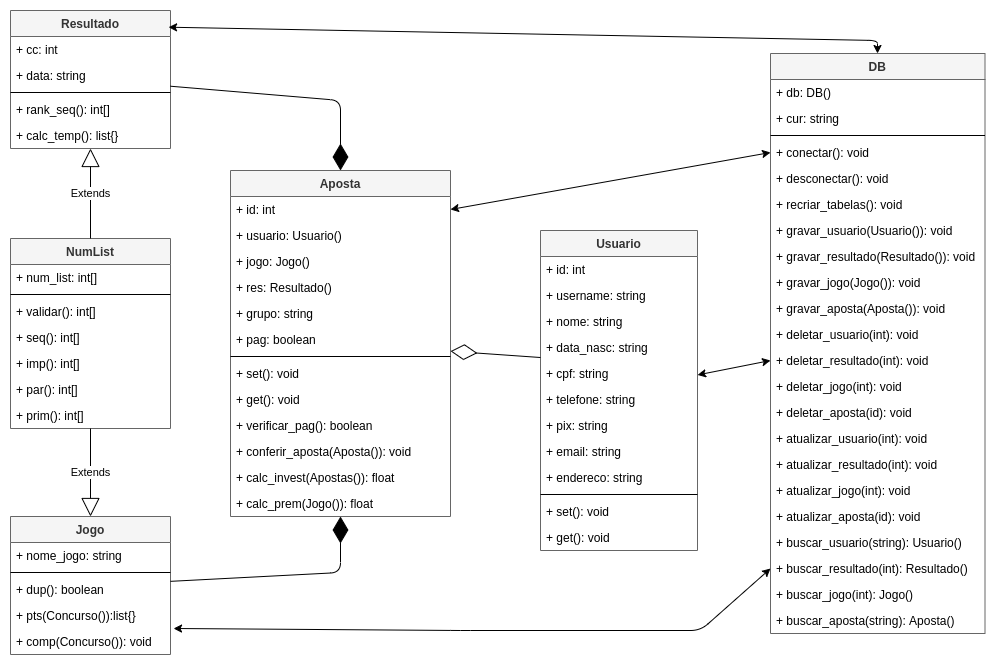 Resultado
+ cc: int
+ data: string
+ rank_seq(): int[]
+ calc_temp(): list{}
Extends
NumList
+ num_list: int[]
+ validar(): int[]
+ seq(): int[]
+ imp(): int[]
+ par(): int[]
+ prim(): int[]
Extends
Jogo
+ nome_jogo: string
+ dup(): boolean
+ pts(Concurso()):list{}
+ comp(Concurso()): void
Aposta
+ id: int
+ usuario: Usuario()
+ jogo: Jogo()
+ res: Resultado()
+ grupo: string
+ pag: boolean
+ set(): void
+ get(): void
+ verificar_pag(): boolean
+ conferir_aposta(Aposta()): void
+ calc_invest(Apostas()): float
+ calc_prem(Jogo()): float
Usuario
+ id: int
+ username: string
+ nome: string
+ data_nasc: string
+ cpf: string
+ telefone: string
+ pix: string
+ email: string
+ endereco: string
+ set(): void
+ get(): void
DB
+ db: DB()
+ cur: string
+ conectar(): void
+ desconectar(): void
+ recriar_tabelas(): void
+ gravar_usuario(Usuario()): void
+ gravar_resultado(Resultado()): void
+ gravar_jogo(Jogo()): void
+ gravar_aposta(Aposta()): void
+ deletar_usuario(int): void
+ deletar_resultado(int): void
+ deletar_jogo(int): void
+ deletar_aposta(id): void
+ atualizar_usuario(int): void
+ atualizar_resultado(int): void
+ atualizar_jogo(int): void
+ atualizar_aposta(id): void
+ buscar_usuario(string): Usuario()
+ buscar_resultado(int): Resultado()
+ buscar_jogo(int): Jogo()
+ buscar_aposta(string): Aposta()